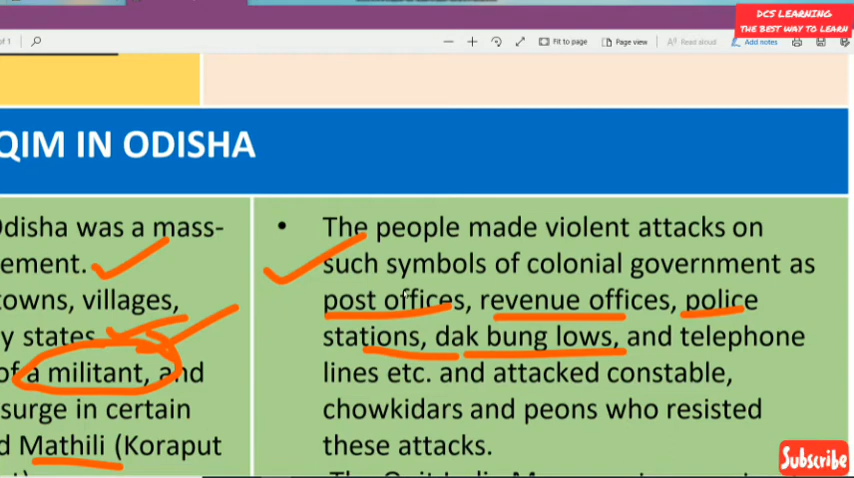 DCS LEARNING
THE BEST WAY TO LEARN
of 1
Fit to page
Page view
Read aloud
Add notes
QIM IN ODISHA
Odisha was a mass-
ement.
towns, villages,
y states
of a militant, and
surge in certain
d Mathili (Koraput
• The people made violent attacks on
such symbols of colonial government as
post offices, revenue offices, police
stations, dak bung lows, and telephone
lines etc. and attacked constable,
chowkidars and peons who resisted
these attacks.
Subscribe